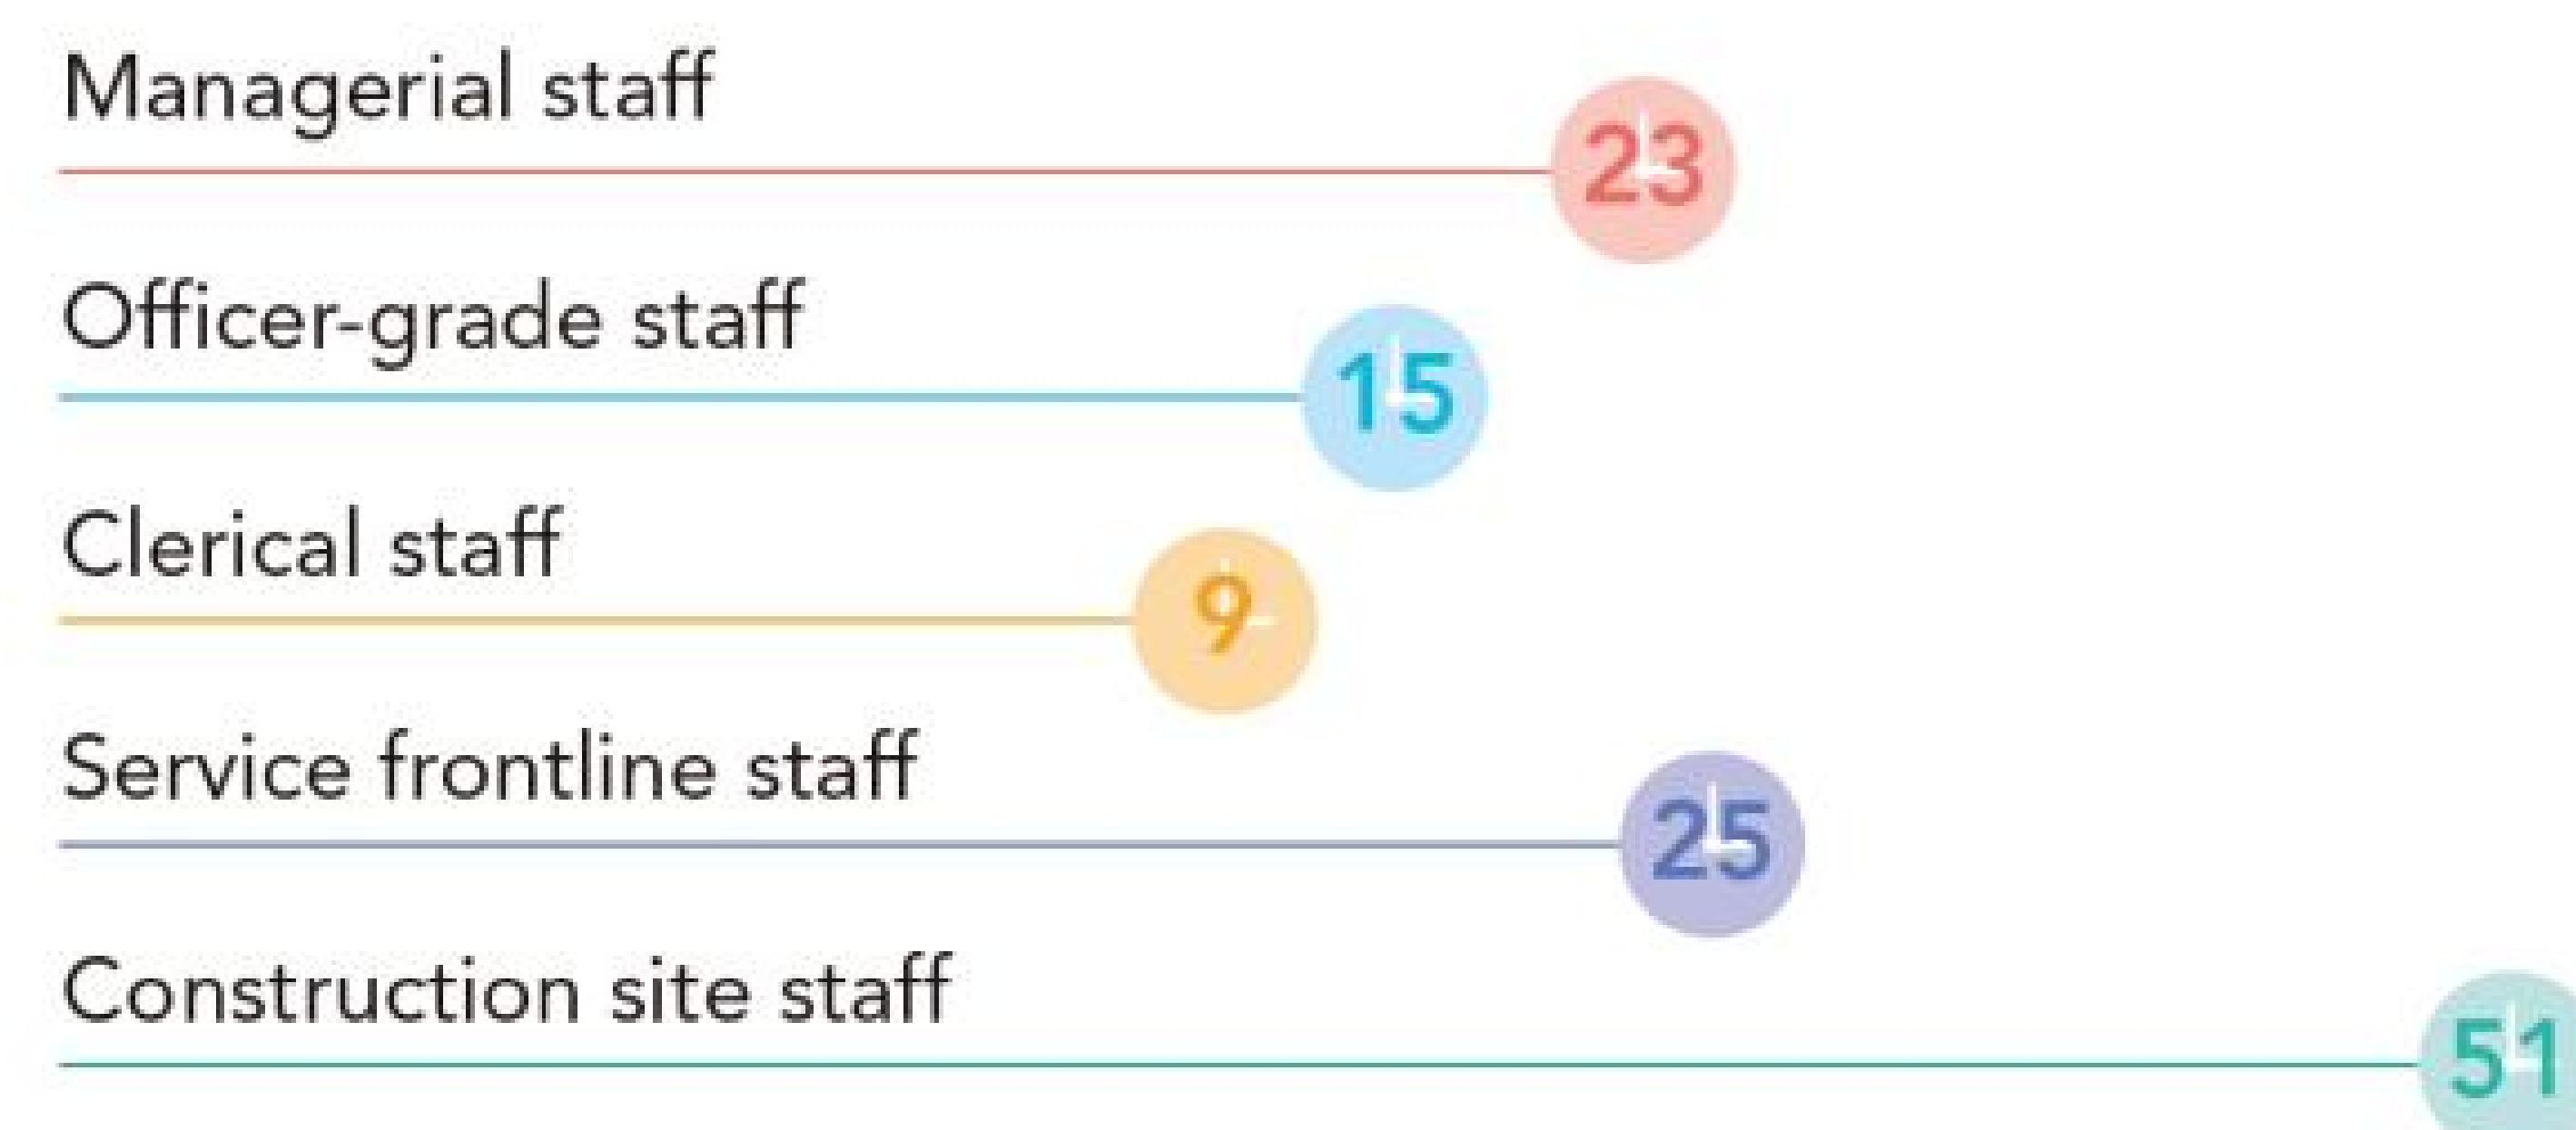 Managerial staff
23
Officer-grade staff
15
Clerical staff
9
Service frontline staff
25
Construction site staff
51